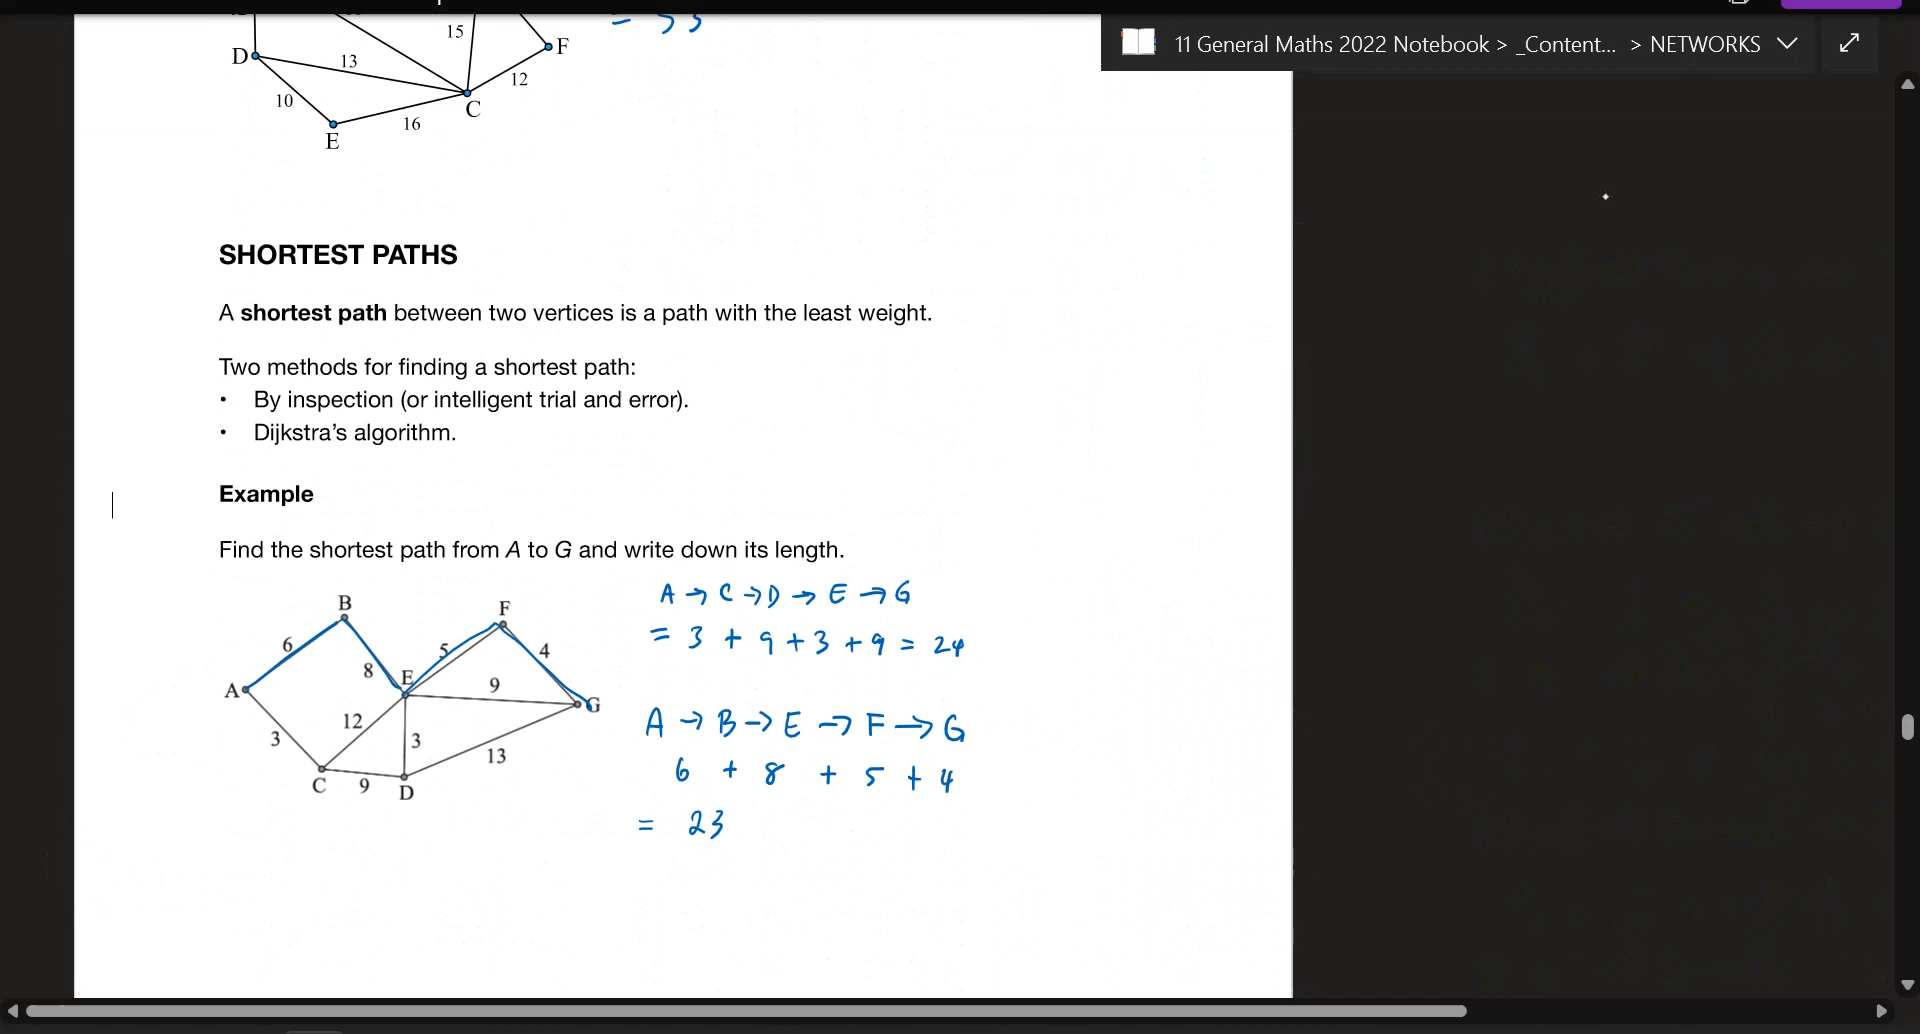 = 35
11 General Maths 2022 Notebook > _Content... > NETWORKS
15
D
13
F
12
10
C
16
E
SHORTEST PATHS
A shortest path between two vertices is a path with the least weight.
Two methods for finding a shortest path:
• By inspection (or intelligent trial and error).
• Dijkstra’s algorithm.
Example
Find the shortest path from A to G and write down its length.
B
F
6
5
4
8
E
9
A
G
12
3
3
13
C
9
D
A → C → D → E → G
= 3 + 9 + 3 + 9 = 24
A → B → E → F → G
6 + 8 + 5 + 4
= 23